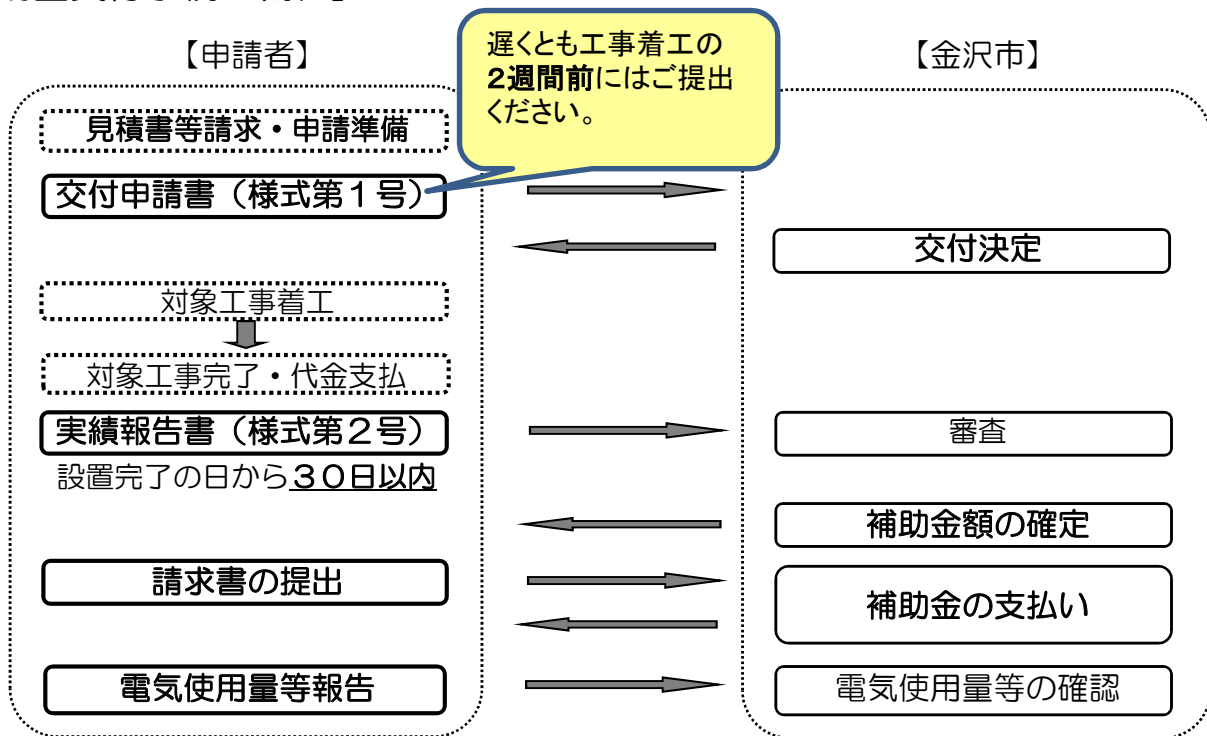 【申請者】
遅くとも工事着工の
2週間前にはご提出
ください。
【金沢市】
見積書等請求・申請準備
交付申請書（様式第１号）
交付決定
対象工事着工
対象工事完了・代金支払
実績報告書（様式第２号）
審査
設置完了の日から３０日以内
補助金額の確定
請求書の提出
補助金の支払い
電気使用量等報告
電気使用量等の確認